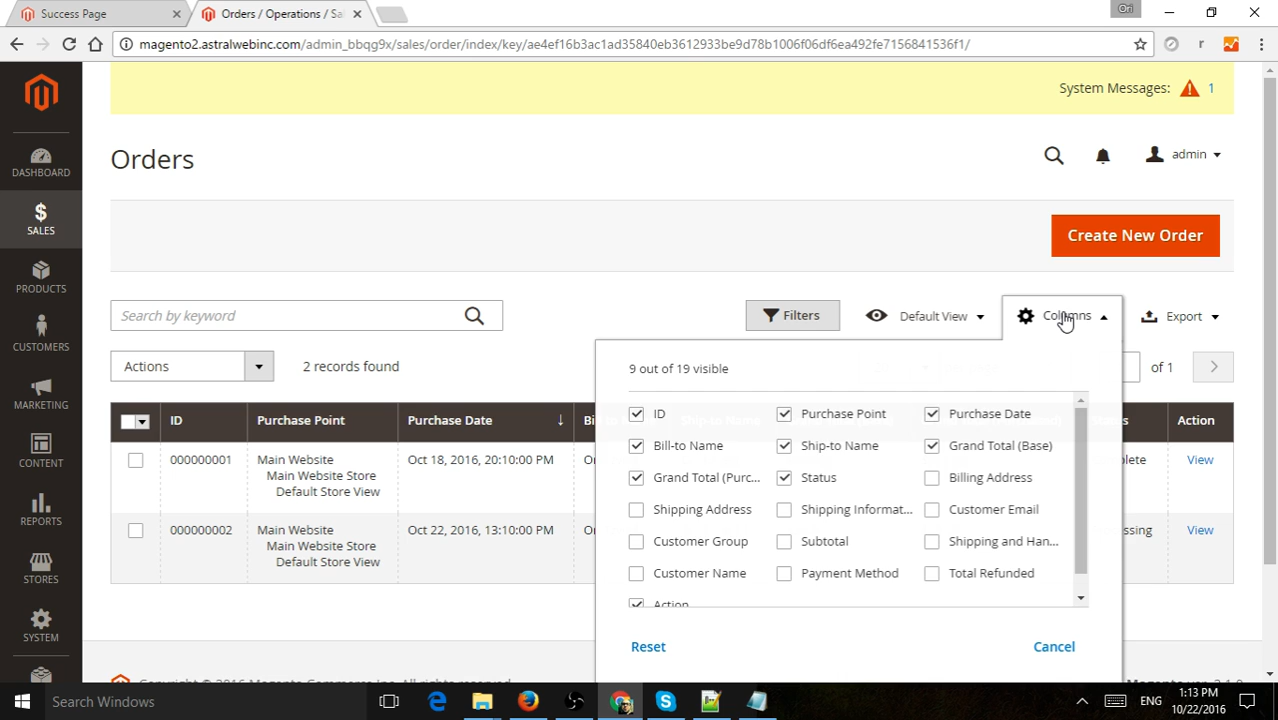 Success Page
Orders / Operations / Sa
Ori
magento2.astralwebinc.com/admin_bbqg9x/sales/order/index/key/ae4ef16b3ac1ad35840eb3612933be9d78b1006f06df6ea492fe7156841536f1/
System Messages: 1
Orders
admin
DASHBOARD
SALES
PRODUCTS
CUSTOMERS
MARKETING
CONTENT
REPORTS
STORES
SYSTEM
Create New Order
Search by keyword
Filters
Default View
Columns
Export
Actions
2 records found
of 1
9 out of 19 visible
ID Purchase Point Purchase Date
Bill-to Name Ship-to Name Grand Total (Base)
Grand Total (Purc... Status Billing Address
Shipping Address Shipping Informat... Customer Email
Customer Group Subtotal Shipping and Han...
Customer Name Payment Method Total Refunded
Action
Reset
Cancel
ID Purchase Point Purchase Date Action
000000001 Main Website Oct 18, 2016, 20:10:00 PM View
Main Website Store
Default Store View
000000002 Main Website Oct 22, 2016, 13:10:00 PM View
Main Website Store
Default Store View
Search Windows
ENG
1:13 PM
10/22/2016